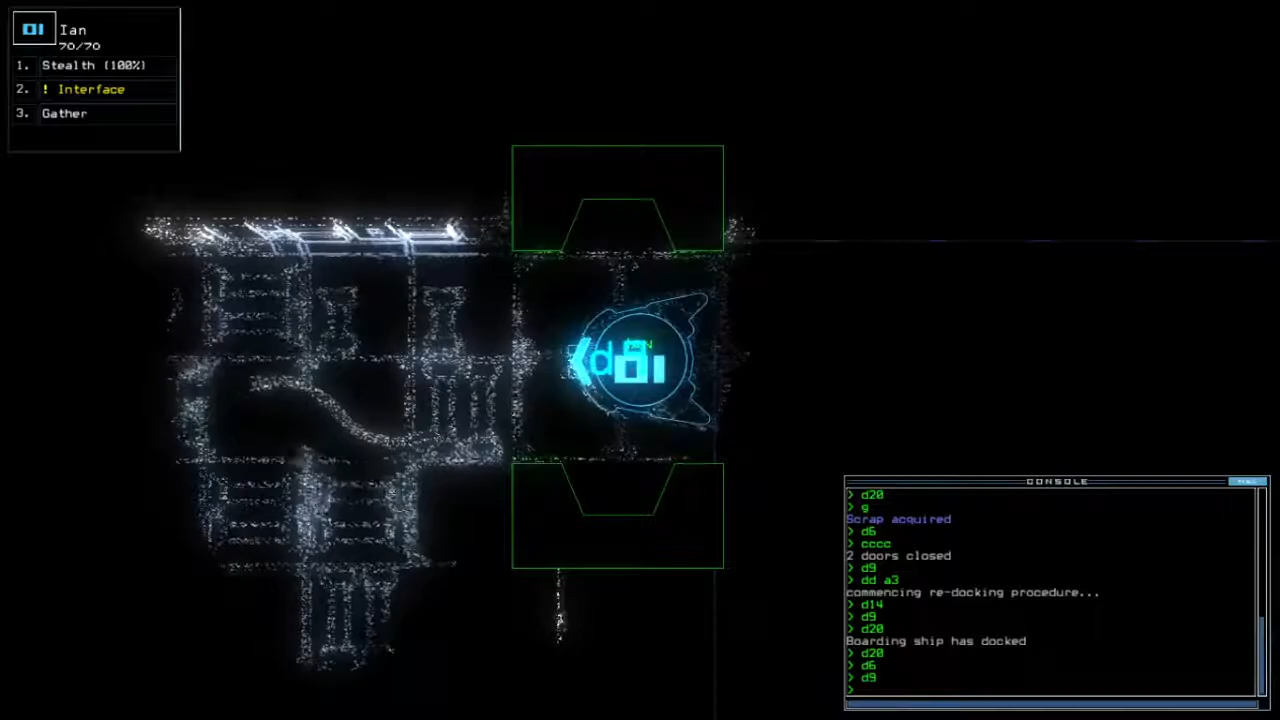 Ian
70/70
1. Stealth (100%)
2. ! Interface
3. Gather
d
CONSOLE
> d20
> g
Scrap acquired
> d6
> cccc
2 doors closed
> d9
> dd a3
commencing re-docking procedure...
> d14
> d9
> d20
Boarding ship has docked
> d20
> d6
> d9
>